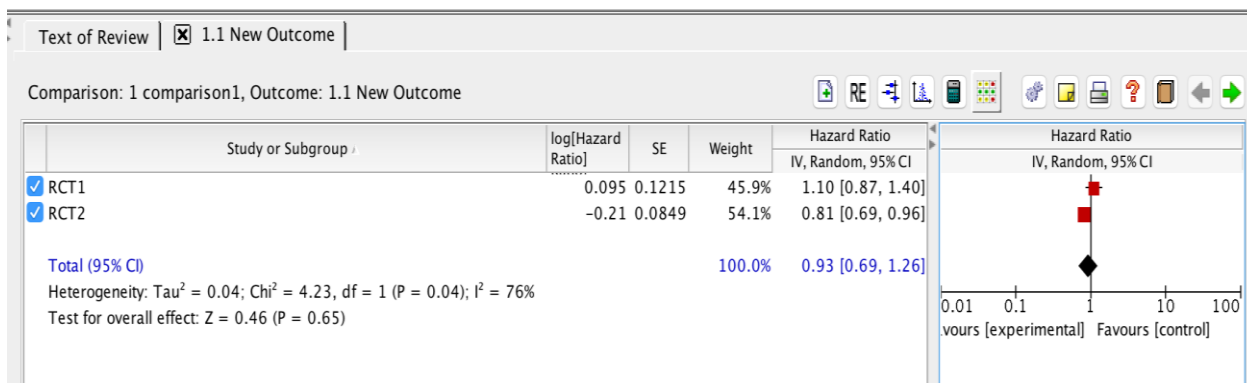 Text of Review 1.1 New Outcome
Comparison: 1 comparison1, Outcome: 1.1 New Outcome
RE
Study or Subgroup log[Hazard Ratio] SE Weight Hazard Ratio Hazard Ratio
IV, Random, 95% CI IV, Random, 95% CI
RCT1 0.095 0.1215 45.9% 1.10 [0.87, 1.40]
RCT2 −0.21 0.0849 54.1% 0.81 [0.69, 0.96]
Total (95% CI) 100.0% 0.93 [0.69, 1.26]
Heterogeneity: Tau² = 0.04; Chi² = 4.23, df = 1 (P = 0.04); I² = 76%
Test for overall effect: Z = 0.46 (P = 0.65)
0.01 0.1 1 10 100
vours [experimental] Favours [control]